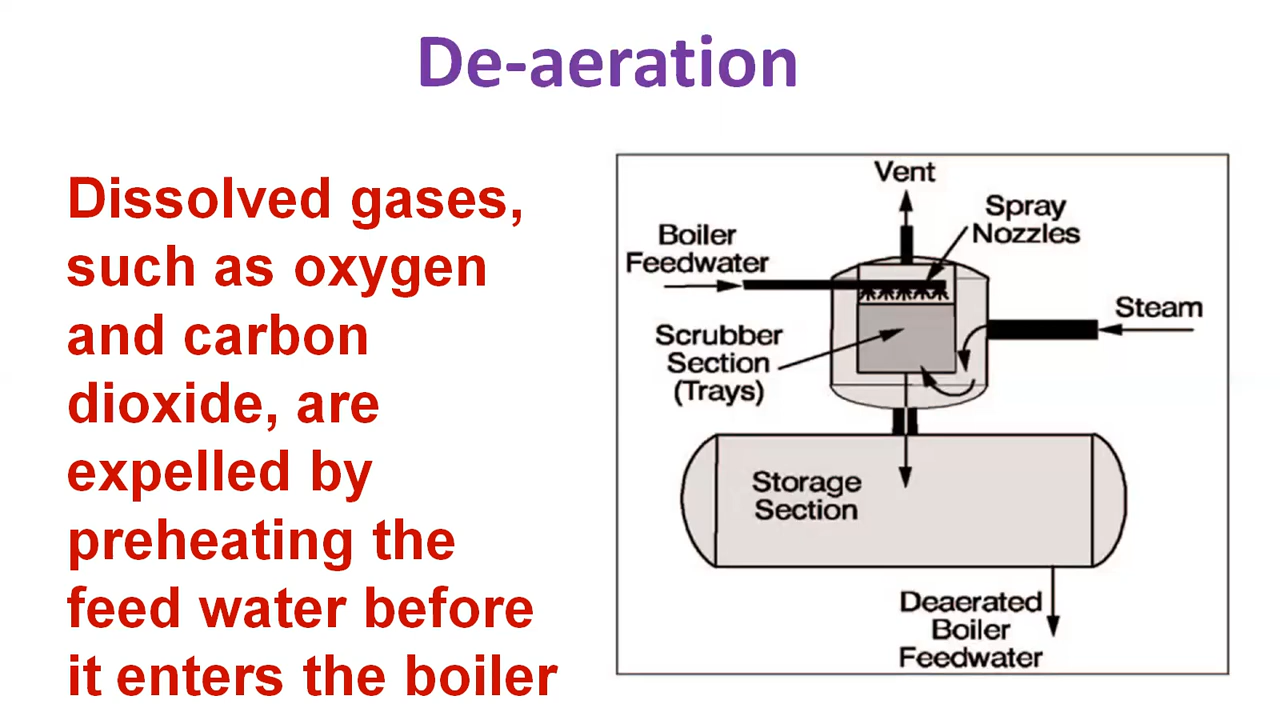 De-aeration
Dissolved gases,
such as oxygen
and carbon
dioxide, are
expelled by
preheating the
feed water before
it enters the boiler
Vent
Spray
Nozzles
Boiler
Feedwater
Steam
Scrubber
Section
(Trays)
Storage
Section
Deaerated
Boiler
Feedwater